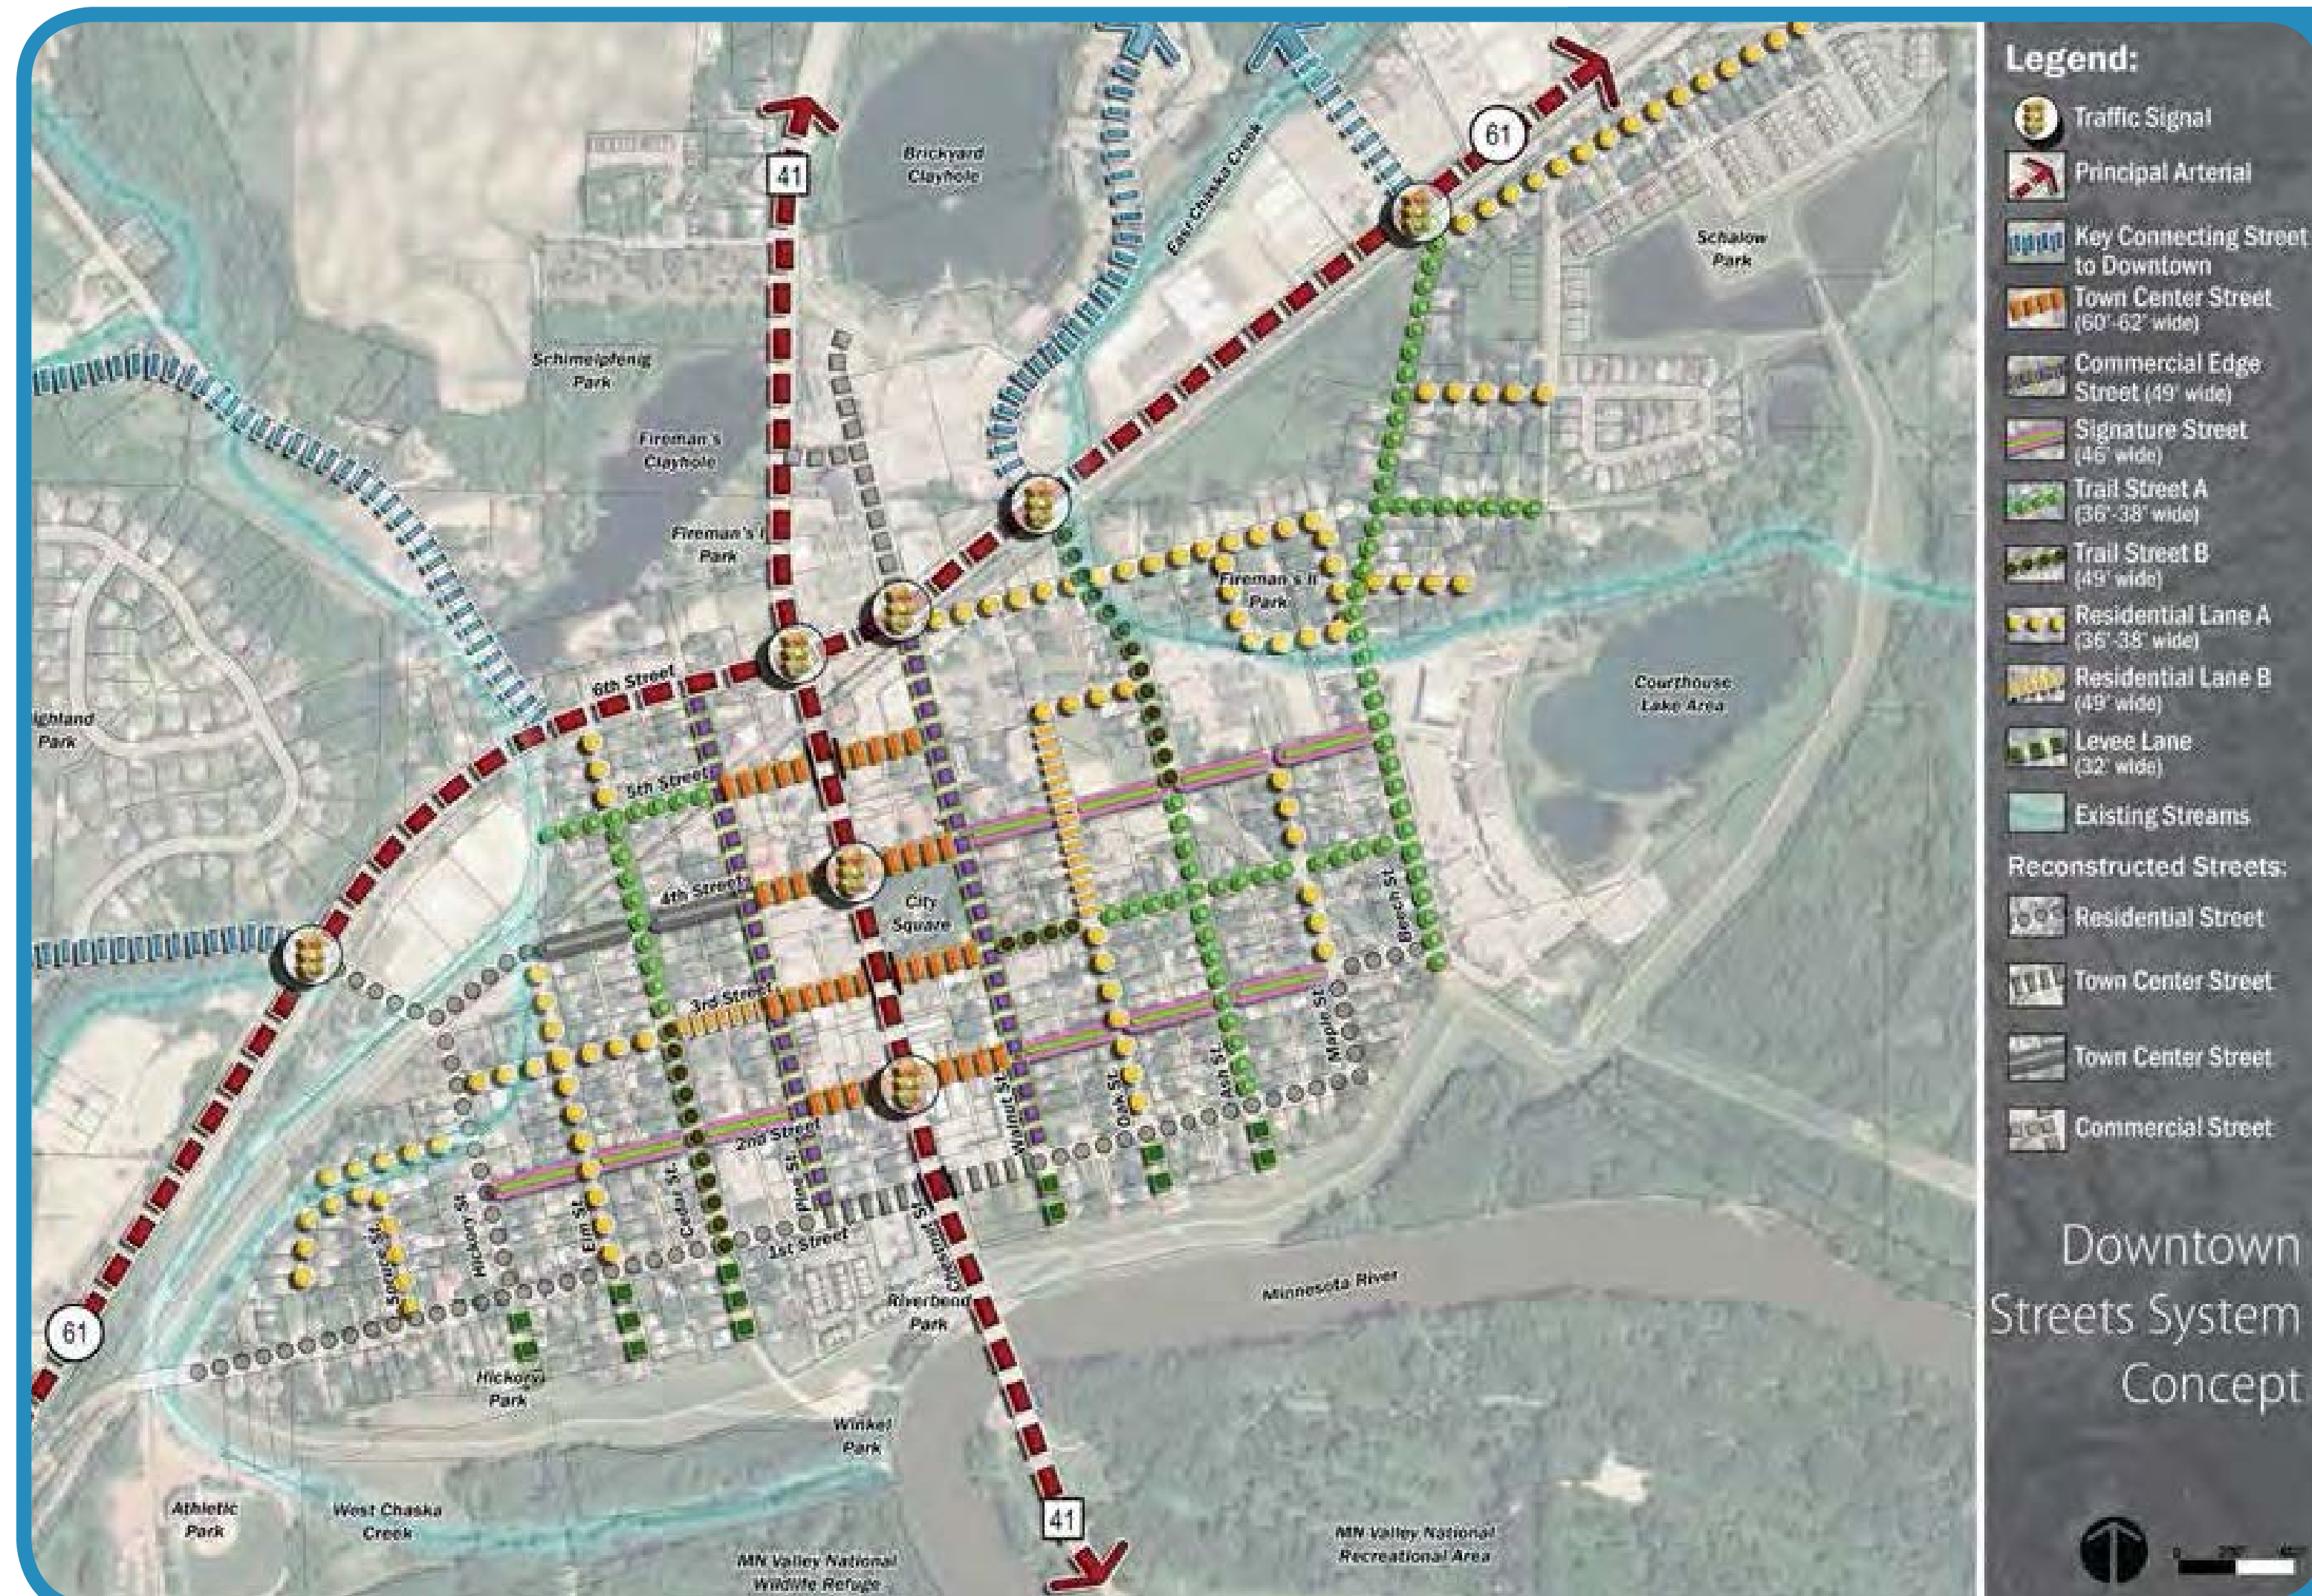 Legend:
Traffic Signal
Principal Arterial
Key Connecting Street
to Downtown
Town Center Street
(60'-62' wide)
Commercial Edge
Street (49' wide)
Signature Street
(46' wide)
Trail Street A
(36'-38' wide)
Trail Street B
(49' wide)
Residential Lane A
(36'-38' wide)
Residential Lane B
(49' wide)
Levee Lane
(32' wide)
Existing Streams
Reconstructed Streets:
Residential Street
Town Center Street
Town Center Street
Commercial Street
Downtown
Streets System
Concept
0
61
41
Brickyard
Clayhole
East Chaska Creek
Schalow
Park
Schimelpfenig
Park
Fireman's
Clayhole
Fireman's I
Park
Fireman's II
Park
6th Street
Courthouse
Lake Area
ighland
Park
5th Street
4th Street
City
Square
Beech St.
3rd Street
Maple St.
Ash St.
Oak St.
Walnut St.
2nd Street
Pine St.
Cedar St.
Elm St.
Hickory St.
Spruce St.
1st Street
Chestnut St.
Riverbend
Park
Minnesota River
61
Hickory
Park
Winkel
Park
Athletic
Park
West Chaska
Creek
41
MN Valley National
Recreational Area
MN Valley National
Wildlife Refuge